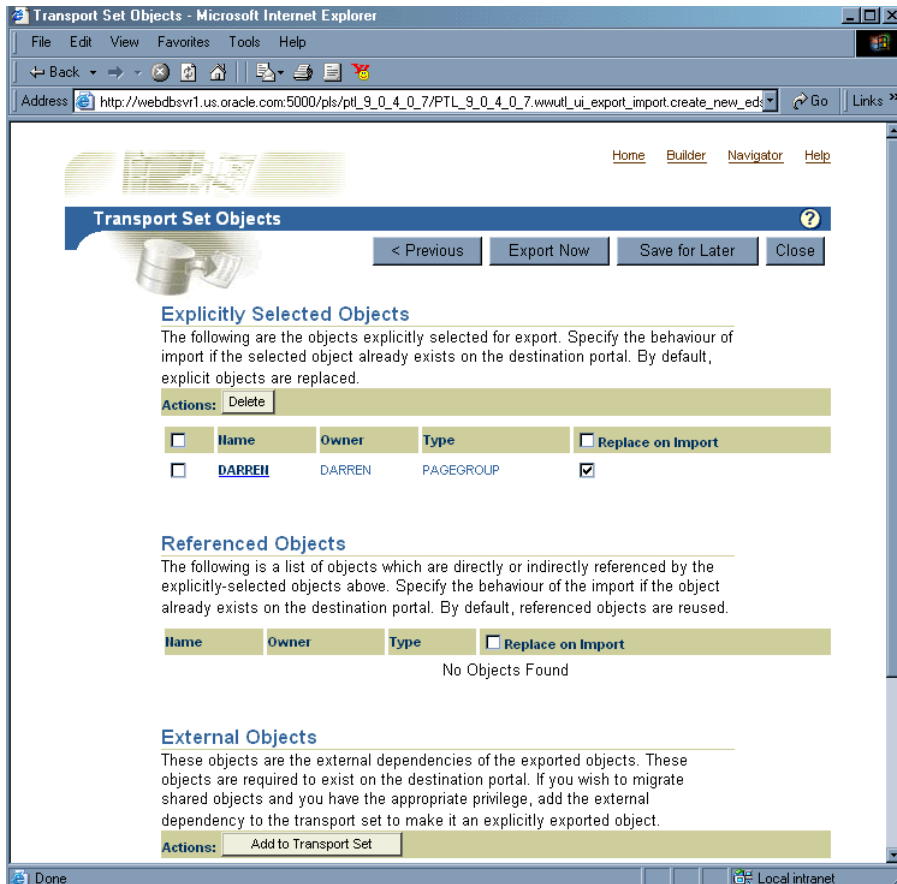 Transport Set Objects - Microsoft Internet Explorer
File Edit View Favorites Tools Help
Back
Address http://webdbsvr1.us.oracle.com:5000/pls/ptl_9_0_4_0_7/PTL_9_0_4_0_7.wwutl_ui_export_import.create_new_eds Go Links »
Home Builder Navigator Help
Transport Set Objects ?
< Previous Export Now Save for Later Close
Explicitly Selected Objects
The following are the objects explicitly selected for export. Specify the behaviour of
import if the selected object already exists on the destination portal. By default,
explicit objects are replaced.
Actions: Delete
Name Owner Type Replace on Import
DARREN DARREN PAGEGROUP
Referenced Objects
The following is a list of objects which are directly or indirectly referenced by the
explicitly-selected objects above. Specify the behaviour of the import if the object
already exists on the destination portal. By default, referenced objects are reused.
Name Owner Type Replace on Import
No Objects Found
External Objects
These objects are the external dependencies of the exported objects. These
objects are required to exist on the destination portal. If you wish to migrate
shared objects and you have the appropriate privilege, add the external
dependency to the transport set to make it an explicitly exported object.
Actions: Add to Transport Set
Done Local intranet